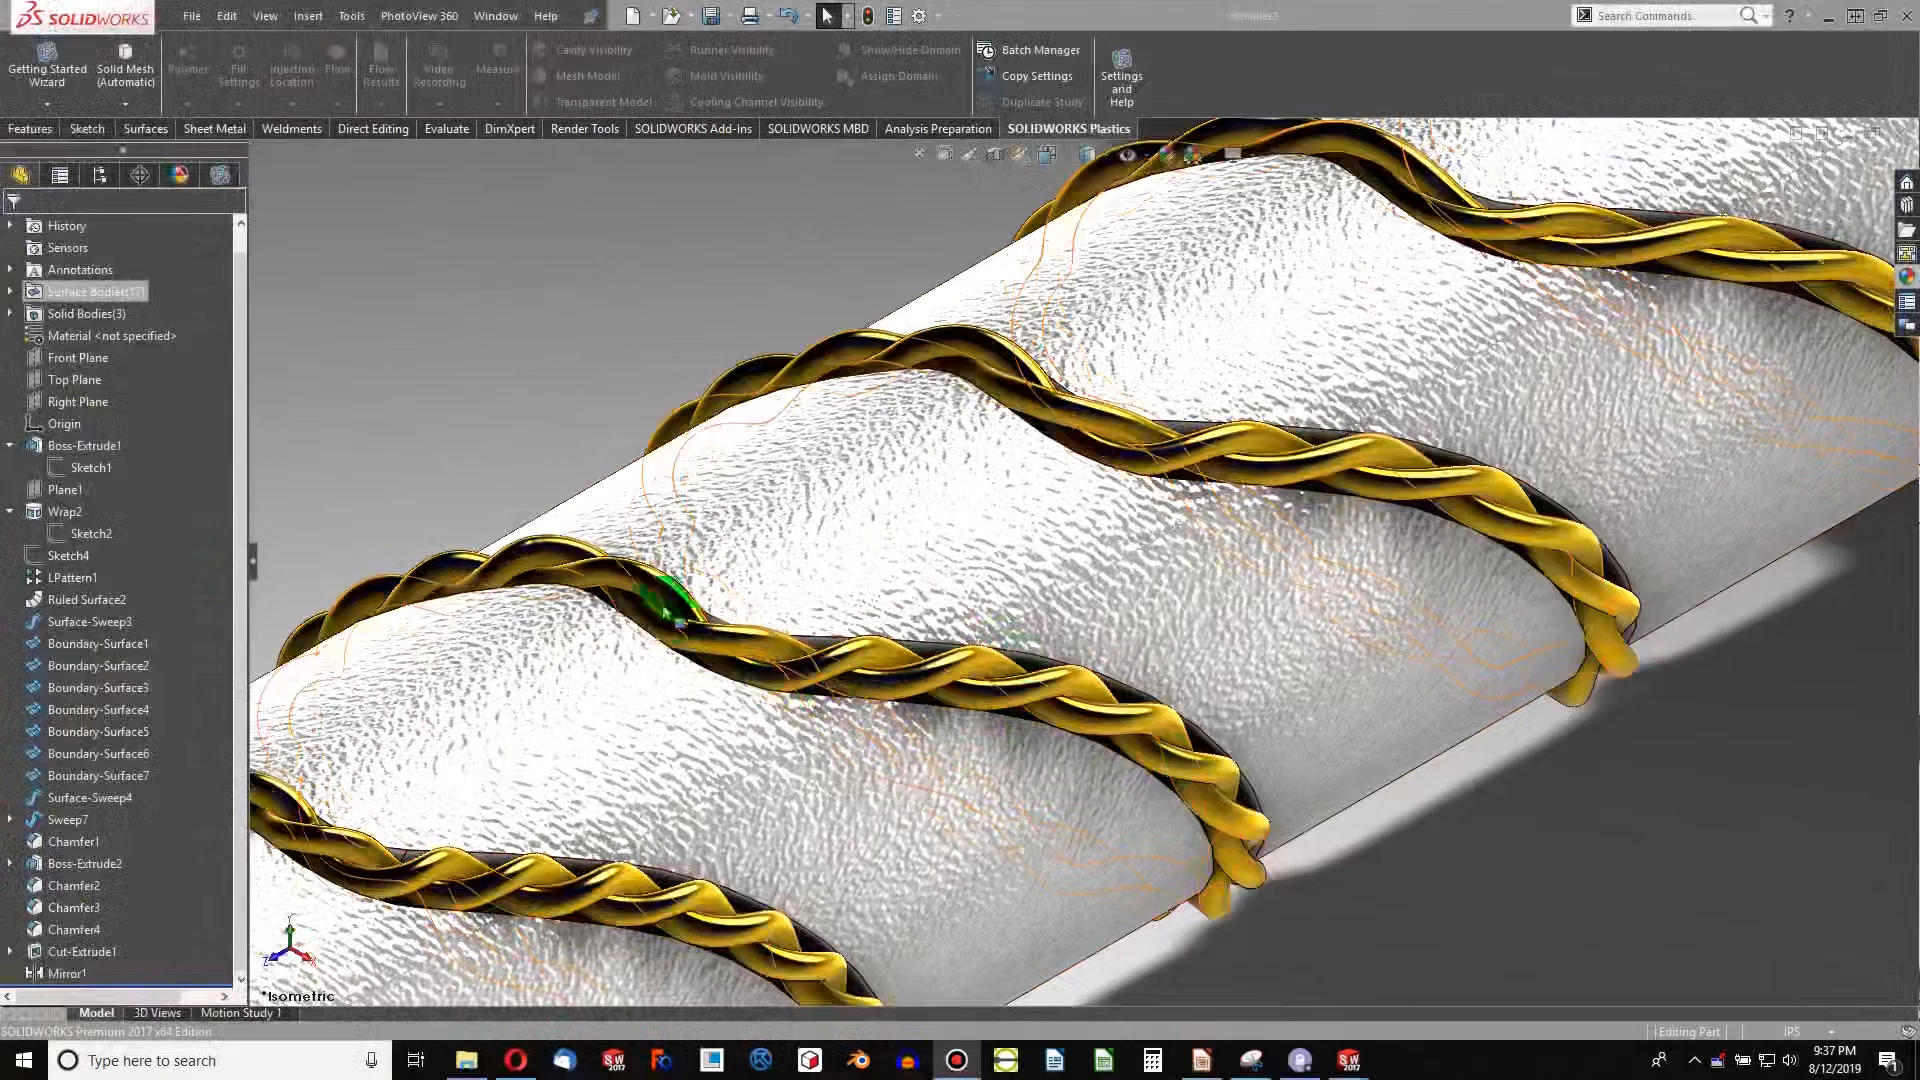 SOLIDWORKS
File Edit View Insert Tools PhotoView 360 Window Help
Search Commands
Getting Started Wizard
Solid Mesh (Automatic)
Polymer
Fill Settings
Injection Location
Flow
Flow Results
Video Recording
Measure
Cavity Visibility
Mesh Model
Transparent Model
Runner Visibility
Mold Visibility
Cooling Channel Visibility
Show/Hide Domain
Assign Domain
Batch Manager
Copy Settings
Duplicate Study
Settings and Help
Features Sketch Surfaces Sheet Metal Weldments Direct Editing Evaluate DimXpert Render Tools SOLIDWORKS Add-Ins SOLIDWORKS MBD Analysis Preparation SOLIDWORKS Plastics
History
Sensors
Annotations
Surface Bodies(17)
Solid Bodies(3)
Material <not specified>
Front Plane
Top Plane
Right Plane
Origin
Boss-Extrude1
Sketch1
Plane1
Wrap2
Sketch2
Sketch4
LPattern1
Ruled Surface2
Surface-Sweep3
Boundary-Surface1
Boundary-Surface2
Boundary-Surface3
Boundary-Surface4
Boundary-Surface5
Boundary-Surface6
Boundary-Surface7
Surface-Sweep4
Sweep7
Chamfer1
Boss-Extrude2
Chamfer2
Chamfer3
Chamfer4
Cut-Extrude1
Mirror1
*Isometric
Model 3D Views Motion Study 1
SOLIDWORKS Premium 2017 x64 Edition
Editing Part IPS
Type here to search
9:37 PM
8/12/2019